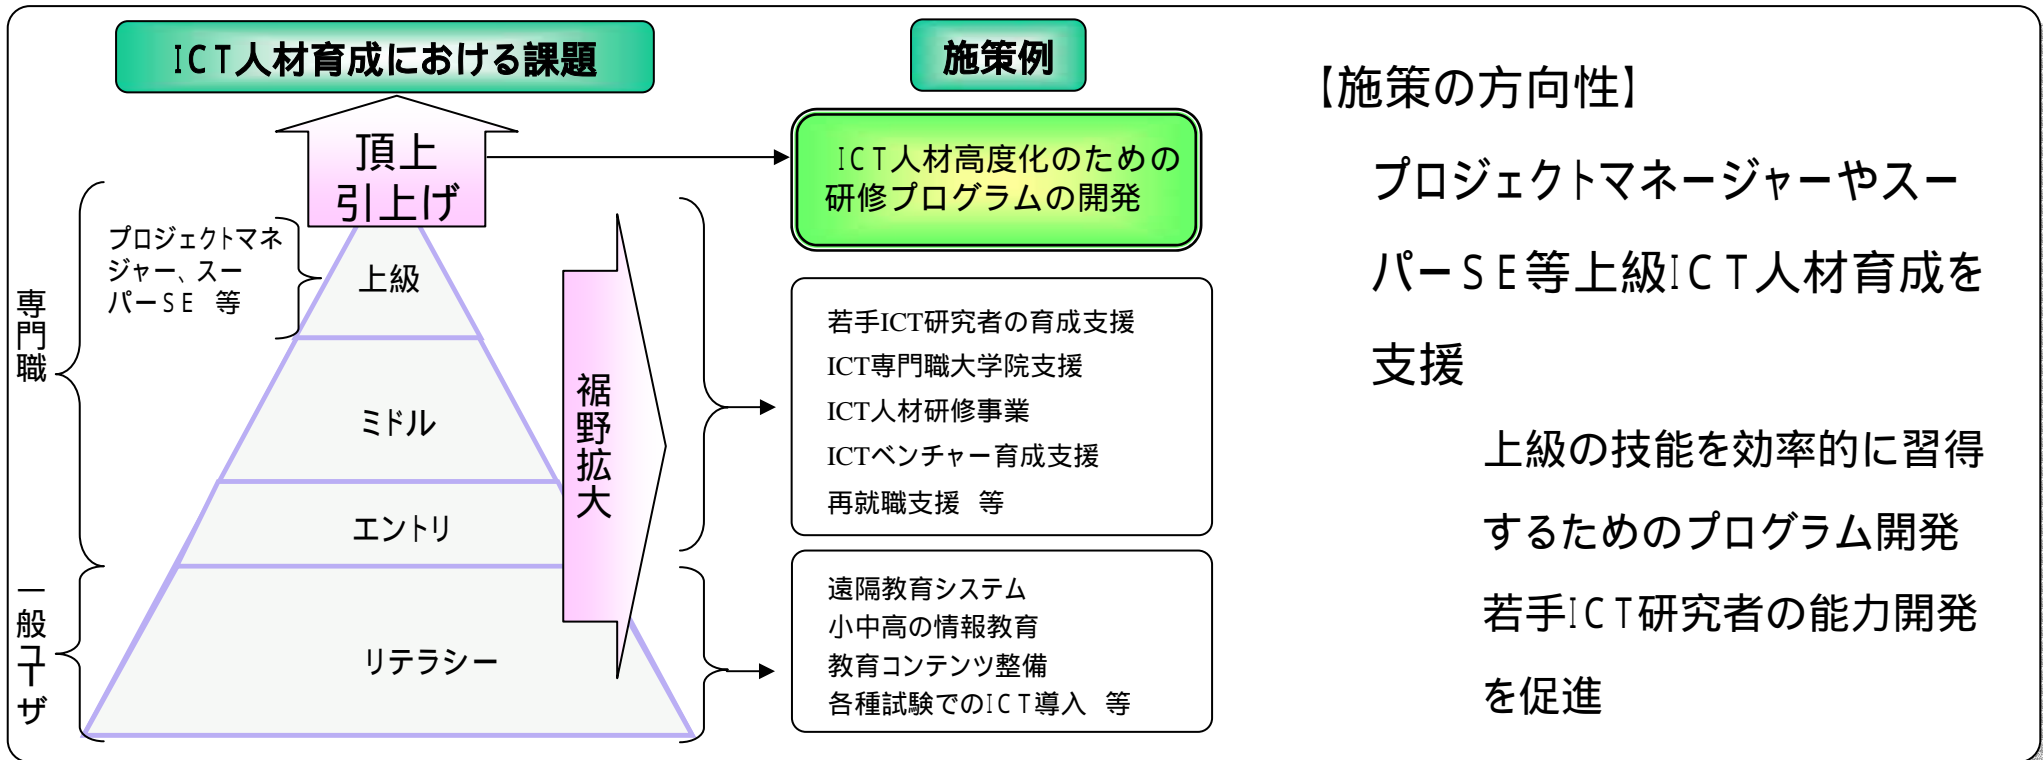 ICT人材育成における課題
施策例
頂上
引上げ
ICT人材高度化のための
研修プログラムの開発
専門職
プロジェクトマネ
ジャー、スー
パーSE 等
上級
ミドル
エントリ
裾野拡大
若手ICT研究者の育成支援
ICT専門職大学院支援
ICT人材研修事業
ICTベンチャー育成支援
再就職支援 等
一般ユーザ
リテラシー
遠隔教育システム
小中高の情報教育
教育コンテンツ整備
各種試験でのICT導入 等
【施策の方向性】
プロジェクトマネージャーやスー
パーSE等上級ICT人材育成を
支援
上級の技能を効率的に習得
するためのプログラム開発
若手ICT研究者の能力開発
を促進